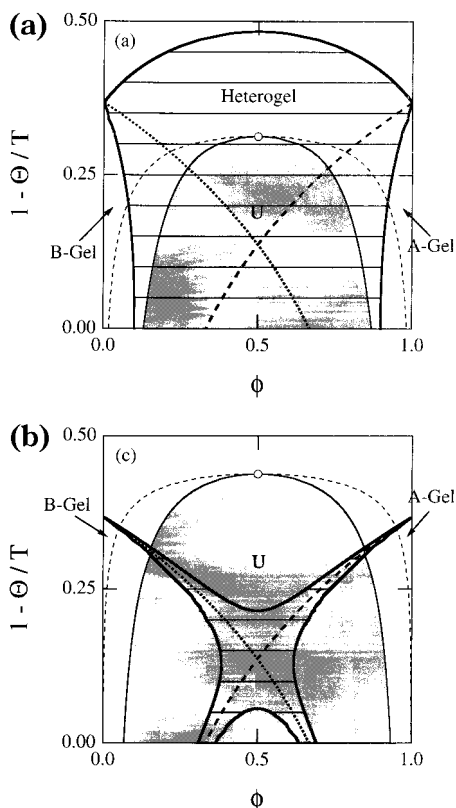 (a)
(a)
0.50
Heterogel
1 - Θ / T
0.25
U
B-Gel
A-Gel
0.00
0.0
0.5
1.0
ϕ
(b)
(c)
0.50
B-Gel
A-Gel
U
1 - Θ / T
0.25
0.00
0.0
0.5
1.0
ϕ